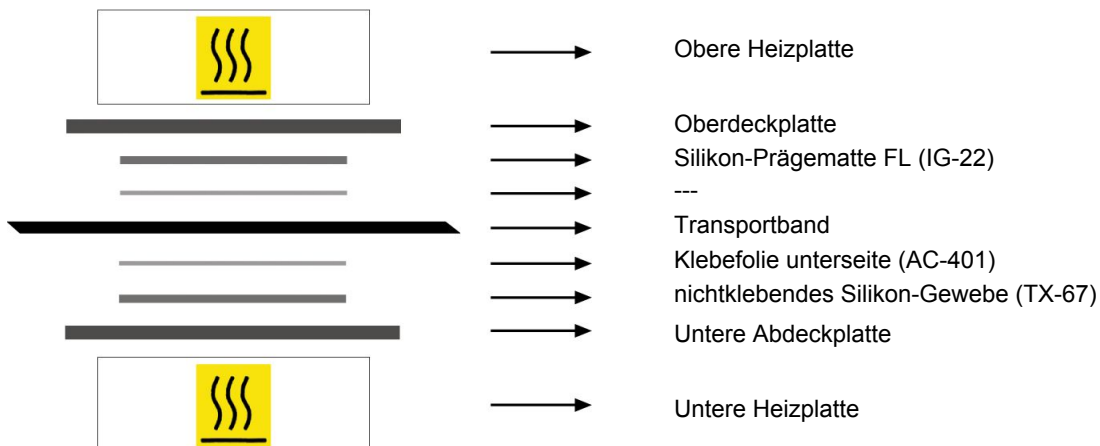 Obere Heizplatte
Oberdeckplatte
Silikon-Prägematte FL (IG-22)
---
Transportband
Klebefolie unterseite (AC-401)
nichtklebendes Silikon-Gewebe (TX-67)
Untere Abdeckplatte
Untere Heizplatte